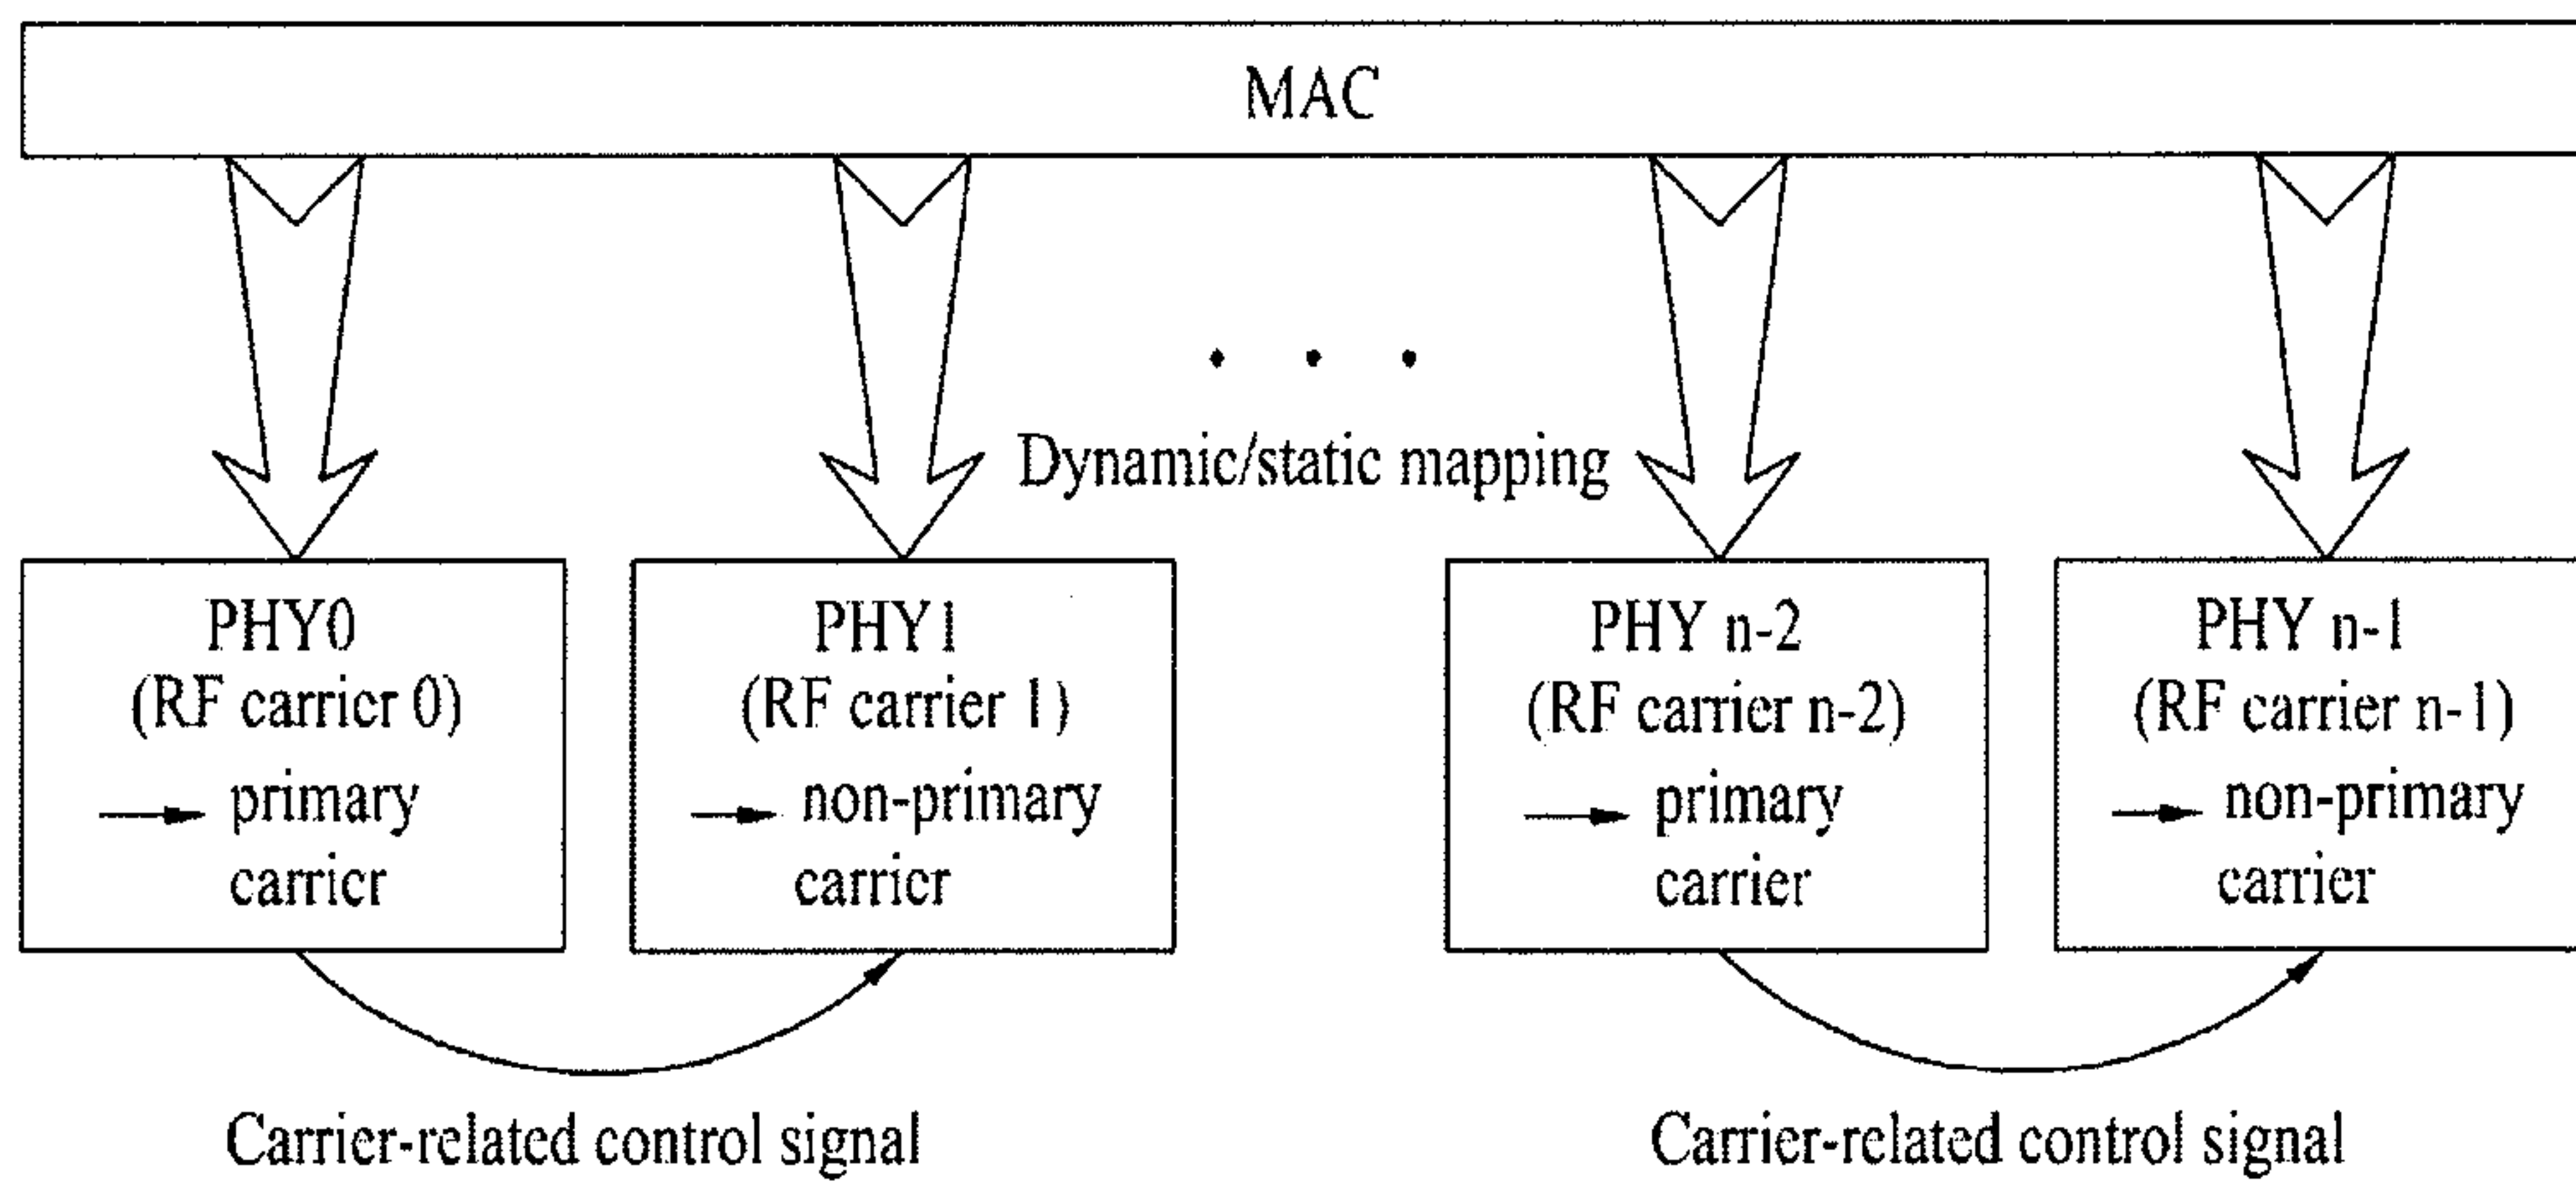 MAC
. . .
Dynamic/static mapping
PHY0
(RF carrier 0)
primary
carrier
PHY1
(RF carrier 1)
non-primary
carrier
PHY n-2
(RF carrier n-2)
primary
carrier
PHY n-1
(RF carrier n-1)
non-primary
carrier
Carrier-related control signal
Carrier-related control signal